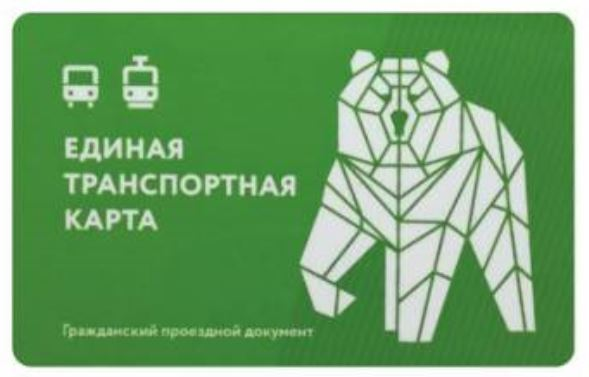 ЕДИНАЯ
ТРАНСПОРТНАЯ
КАРТА
Гражданский проездной документ